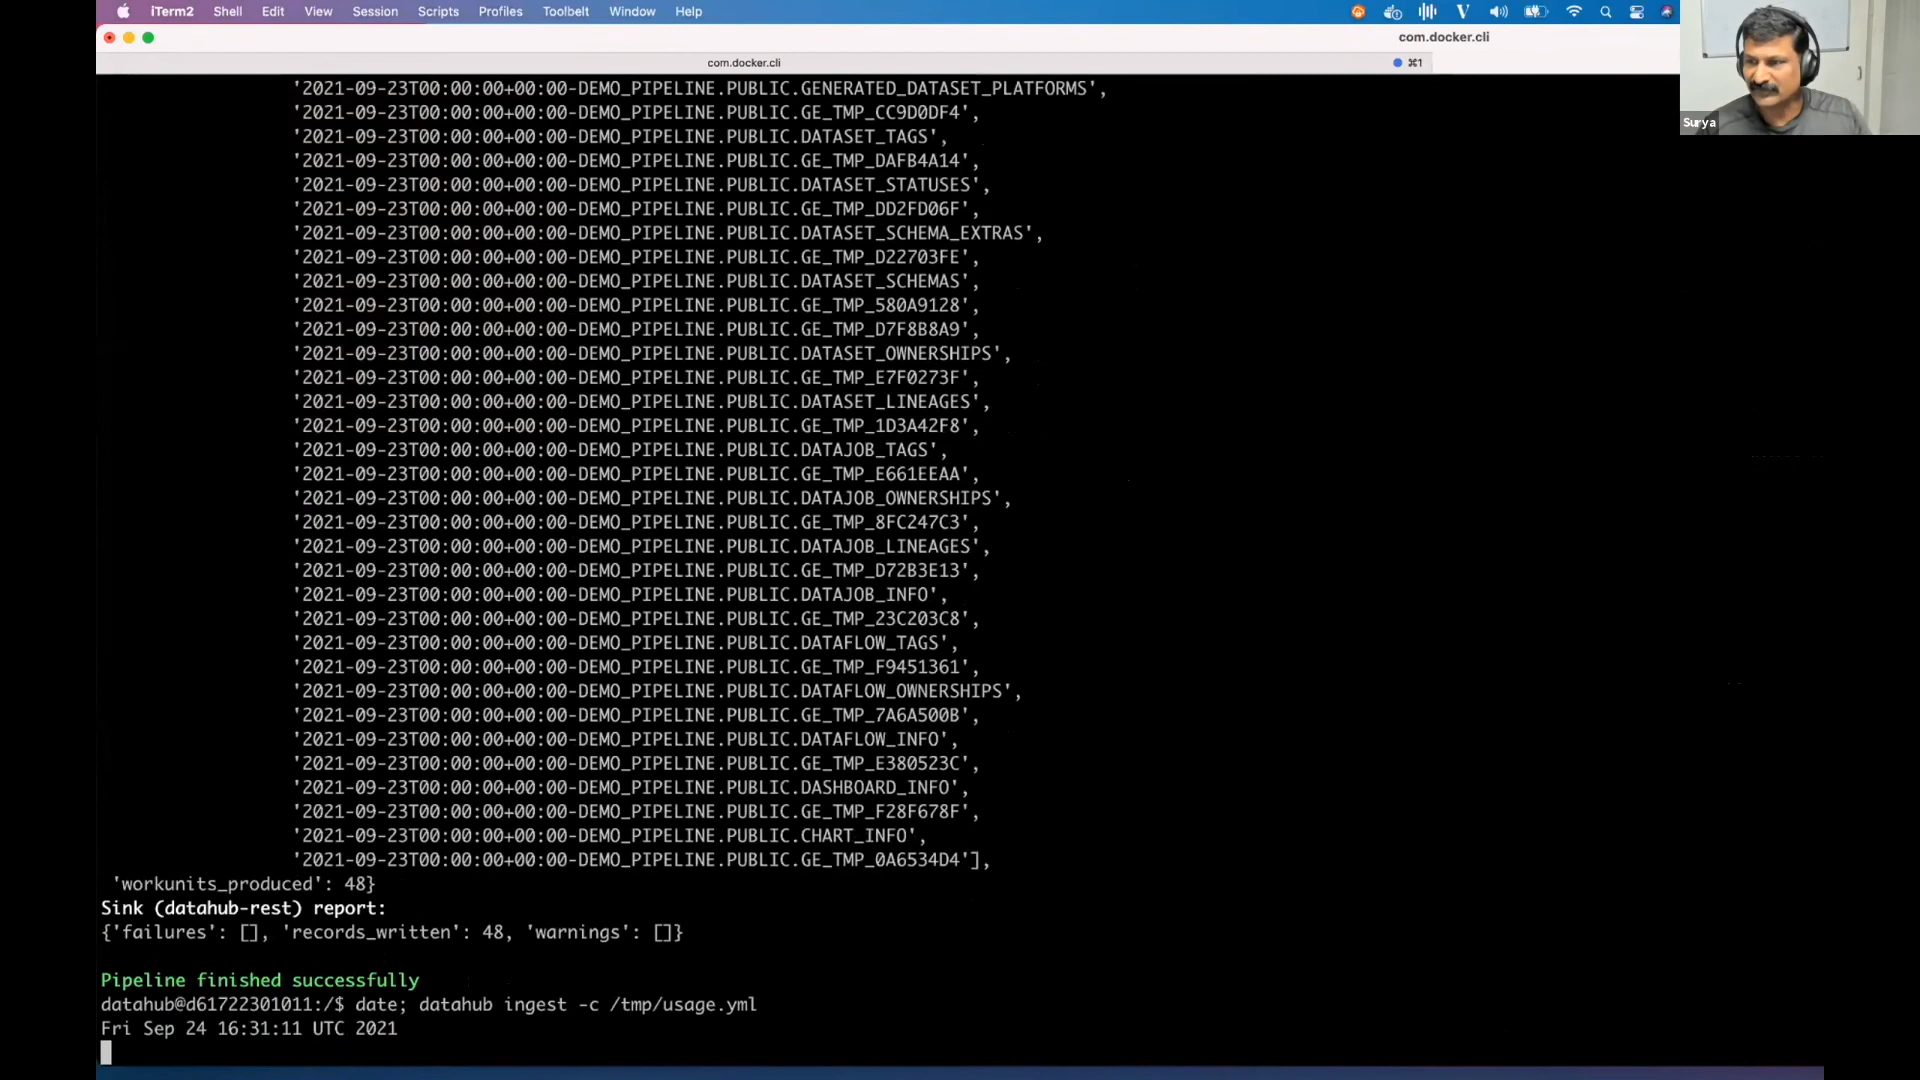 iTerm2 Shell Edit View Session Scripts Profiles Toolbelt Window Help
com.docker.cli
com.docker.cli ⌘1
Surya
'2021-09-23T00:00:00+00:00-DEMO_PIPELINE.PUBLIC.GENERATED_DATASET_PLATFORMS',
'2021-09-23T00:00:00+00:00-DEMO_PIPELINE.PUBLIC.GE_TMP_CC9D0DF4',
'2021-09-23T00:00:00+00:00-DEMO_PIPELINE.PUBLIC.DATASET_TAGS',
'2021-09-23T00:00:00+00:00-DEMO_PIPELINE.PUBLIC.GE_TMP_DAFB4A14',
'2021-09-23T00:00:00+00:00-DEMO_PIPELINE.PUBLIC.DATASET_STATUSES',
'2021-09-23T00:00:00+00:00-DEMO_PIPELINE.PUBLIC.GE_TMP_DD2FD06F',
'2021-09-23T00:00:00+00:00-DEMO_PIPELINE.PUBLIC.DATASET_SCHEMA_EXTRAS',
'2021-09-23T00:00:00+00:00-DEMO_PIPELINE.PUBLIC.GE_TMP_D22703FE',
'2021-09-23T00:00:00+00:00-DEMO_PIPELINE.PUBLIC.DATASET_SCHEMAS',
'2021-09-23T00:00:00+00:00-DEMO_PIPELINE.PUBLIC.GE_TMP_580A9128',
'2021-09-23T00:00:00+00:00-DEMO_PIPELINE.PUBLIC.GE_TMP_D7F8B8A9',
'2021-09-23T00:00:00+00:00-DEMO_PIPELINE.PUBLIC.DATASET_OWNERSHIPS',
'2021-09-23T00:00:00+00:00-DEMO_PIPELINE.PUBLIC.GE_TMP_E7F0273F',
'2021-09-23T00:00:00+00:00-DEMO_PIPELINE.PUBLIC.DATASET_LINEAGES',
'2021-09-23T00:00:00+00:00-DEMO_PIPELINE.PUBLIC.GE_TMP_1D3A42F8',
'2021-09-23T00:00:00+00:00-DEMO_PIPELINE.PUBLIC.DATAJOB_TAGS',
'2021-09-23T00:00:00+00:00-DEMO_PIPELINE.PUBLIC.GE_TMP_E661EEAA',
'2021-09-23T00:00:00+00:00-DEMO_PIPELINE.PUBLIC.DATAJOB_OWNERSHIPS',
'2021-09-23T00:00:00+00:00-DEMO_PIPELINE.PUBLIC.GE_TMP_8FC247C3',
'2021-09-23T00:00:00+00:00-DEMO_PIPELINE.PUBLIC.DATAJOB_LINEAGES',
'2021-09-23T00:00:00+00:00-DEMO_PIPELINE.PUBLIC.GE_TMP_D72B3E13',
'2021-09-23T00:00:00+00:00-DEMO_PIPELINE.PUBLIC.DATAJOB_INFO',
'2021-09-23T00:00:00+00:00-DEMO_PIPELINE.PUBLIC.GE_TMP_23C203C8',
'2021-09-23T00:00:00+00:00-DEMO_PIPELINE.PUBLIC.DATAFLOW_TAGS',
'2021-09-23T00:00:00+00:00-DEMO_PIPELINE.PUBLIC.GE_TMP_F9451361',
'2021-09-23T00:00:00+00:00-DEMO_PIPELINE.PUBLIC.DATAFLOW_OWNERSHIPS',
'2021-09-23T00:00:00+00:00-DEMO_PIPELINE.PUBLIC.GE_TMP_7A6A500B',
'2021-09-23T00:00:00+00:00-DEMO_PIPELINE.PUBLIC.DATAFLOW_INFO',
'2021-09-23T00:00:00+00:00-DEMO_PIPELINE.PUBLIC.GE_TMP_E380523C',
'2021-09-23T00:00:00+00:00-DEMO_PIPELINE.PUBLIC.DASHBOARD_INFO',
'2021-09-23T00:00:00+00:00-DEMO_PIPELINE.PUBLIC.GE_TMP_F28F678F',
'2021-09-23T00:00:00+00:00-DEMO_PIPELINE.PUBLIC.CHART_INFO',
'2021-09-23T00:00:00+00:00-DEMO_PIPELINE.PUBLIC.GE_TMP_0A6534D4'],
'workunits_produced': 48}
Sink (datahub-rest) report:
{'failures': [], 'records_written': 48, 'warnings': []}
Pipeline finished successfully
datahub@d61722301011:/$ date; datahub ingest -c /tmp/usage.yml
Fri Sep 24 16:31:11 UTC 2021